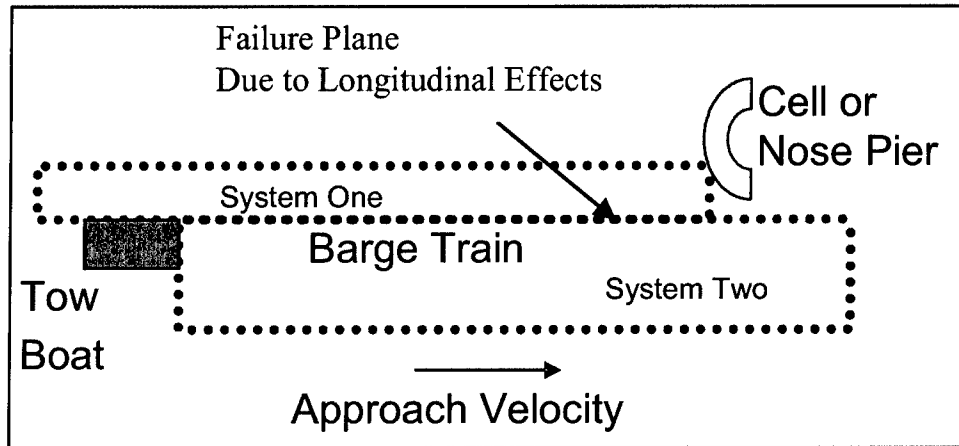 Failure Plane
Due to Longitudinal Effects
Cell or
Nose Pier
System One
Barge Train
System Two
Tow
Boat
Approach Velocity